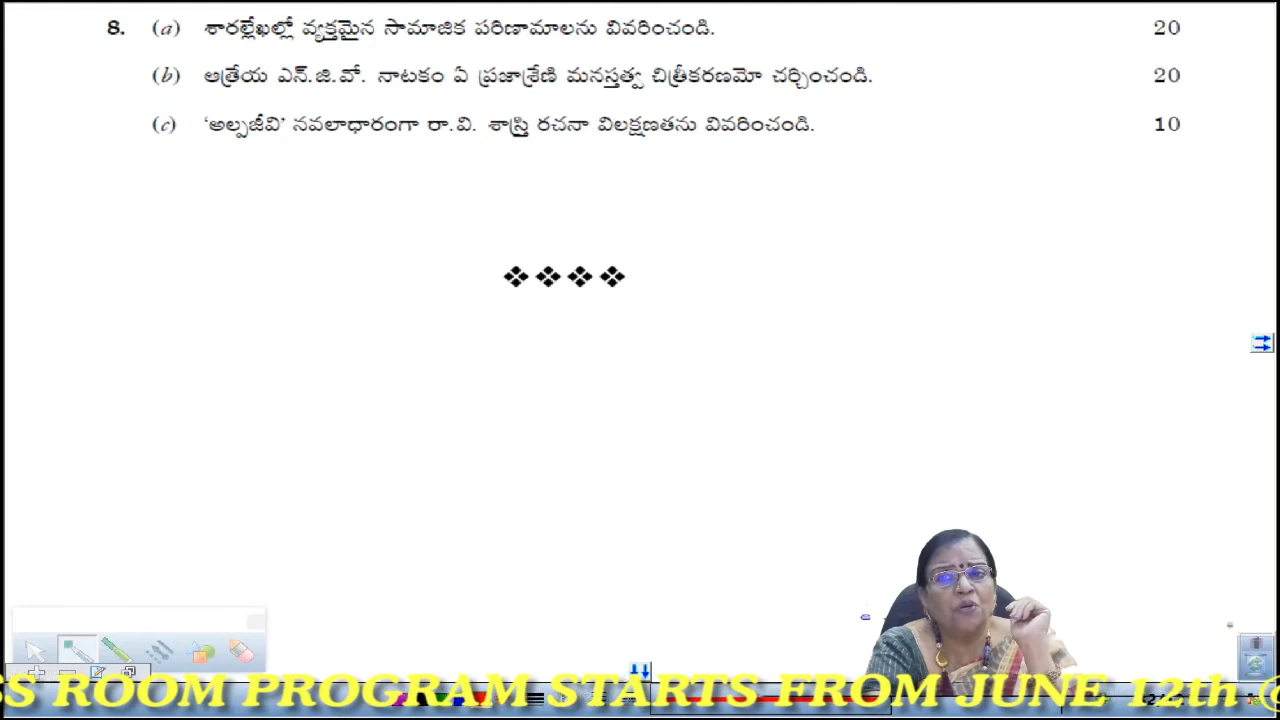 8. (a) శారల్లేఖల్లో వ్యక్తమైన సామాజిక పరిణామాలను వివరించండి. 20
(b) ఆత్రేయ ఎన్.జి.వో. నాటకం ఏ ప్రజాశ్రేణి మనస్తత్వ చిత్రీకరణమో చర్చించండి. 20
(c) ‘అల్పజీవి’ నవలాధారంగా రా.వి. శాస్త్రి రచనా విలక్షణతను వివరించండి. 10
SS ROOM PROGRAM STARTS FROM JUNE 12th @